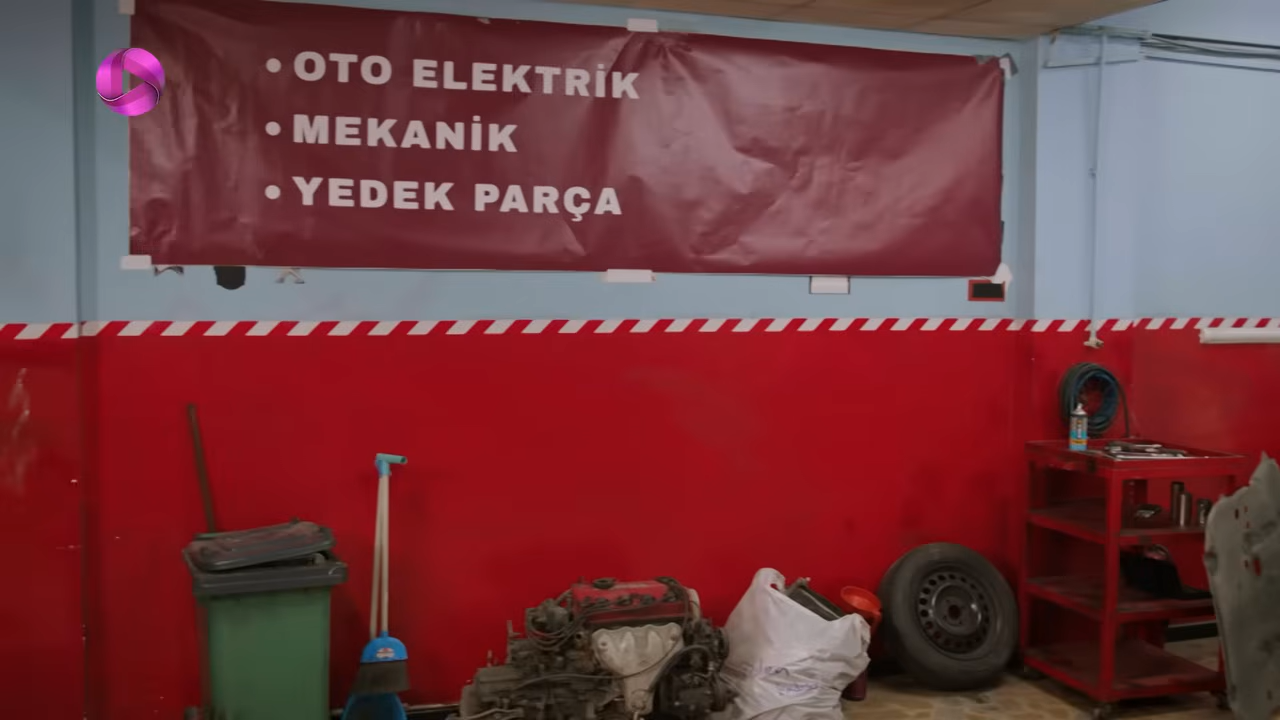 • OTO ELEKTRİK
• MEKANİK
• YEDEK PARÇA